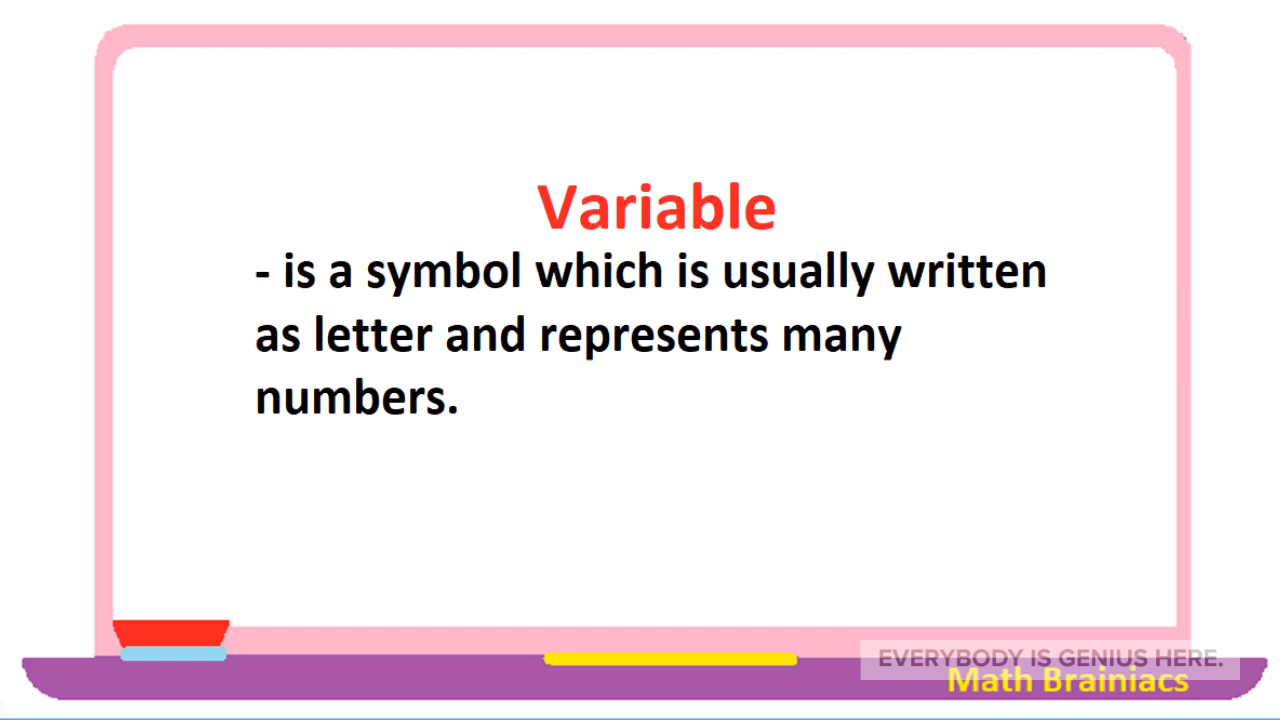 Variable
- is a symbol which is usually written
as letter and represents many
numbers.
EVERYBODY IS GENIUS HERE.
Math Brainiacs